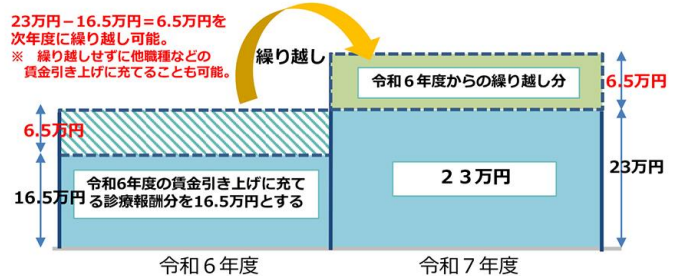 23万円－16.5万円＝6.5万円を
次年度に繰り越し可能。
※　繰り越しせずに他職種などの
賃金引き上げに充てることも可能。
繰り越し
令和６年度からの繰り越し分
6.5万円
6.5万円
16.5万円
令和6年度の賃金引き上げに充て
る診療報酬分を16.5万円とする
２３万円
23万円
令和６年度
令和７年度